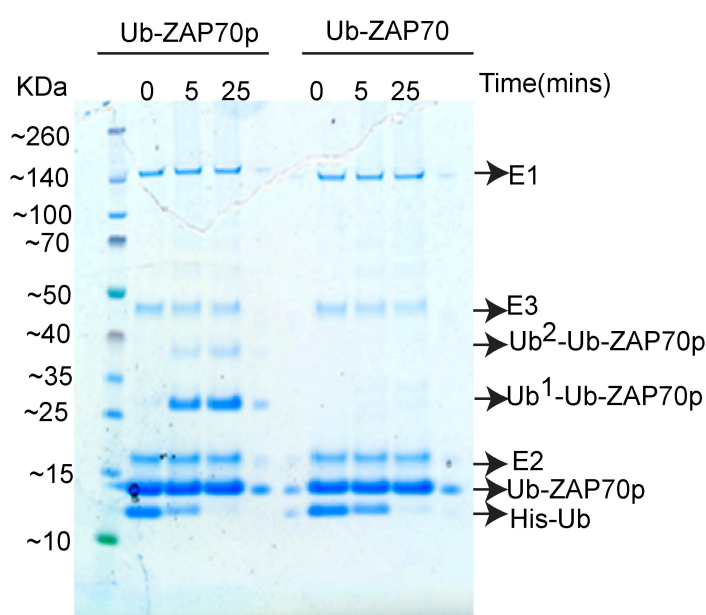 Ub-ZAP70p Ub-ZAP70
KDa 0 5 25 0 5 25 Time(mins)
~260
~140 E1
~100
~70
~50 E3
~40 Ub2-Ub-ZAP70p
~35 Ub1-Ub-ZAP70p
~25
E2
~15 Ub-ZAP70p
His-Ub
~10